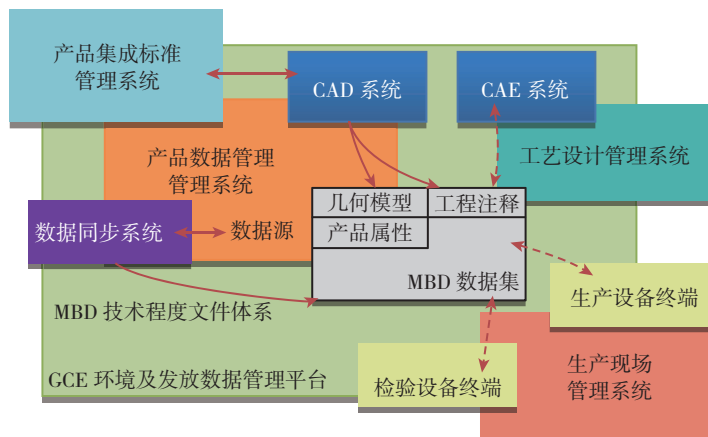 产品集成标准
管理系统
CAD 系统
CAE 系统
产品数据管理
管理系统
工艺设计管理系统
几何模型
工程注释
数据同步系统
数据源
产品属性
MBD 数据集
生产设备终端
MBD 技术程度文件体系
GCE 环境及发放数据管理平台
检验设备终端
生产现场
管理系统